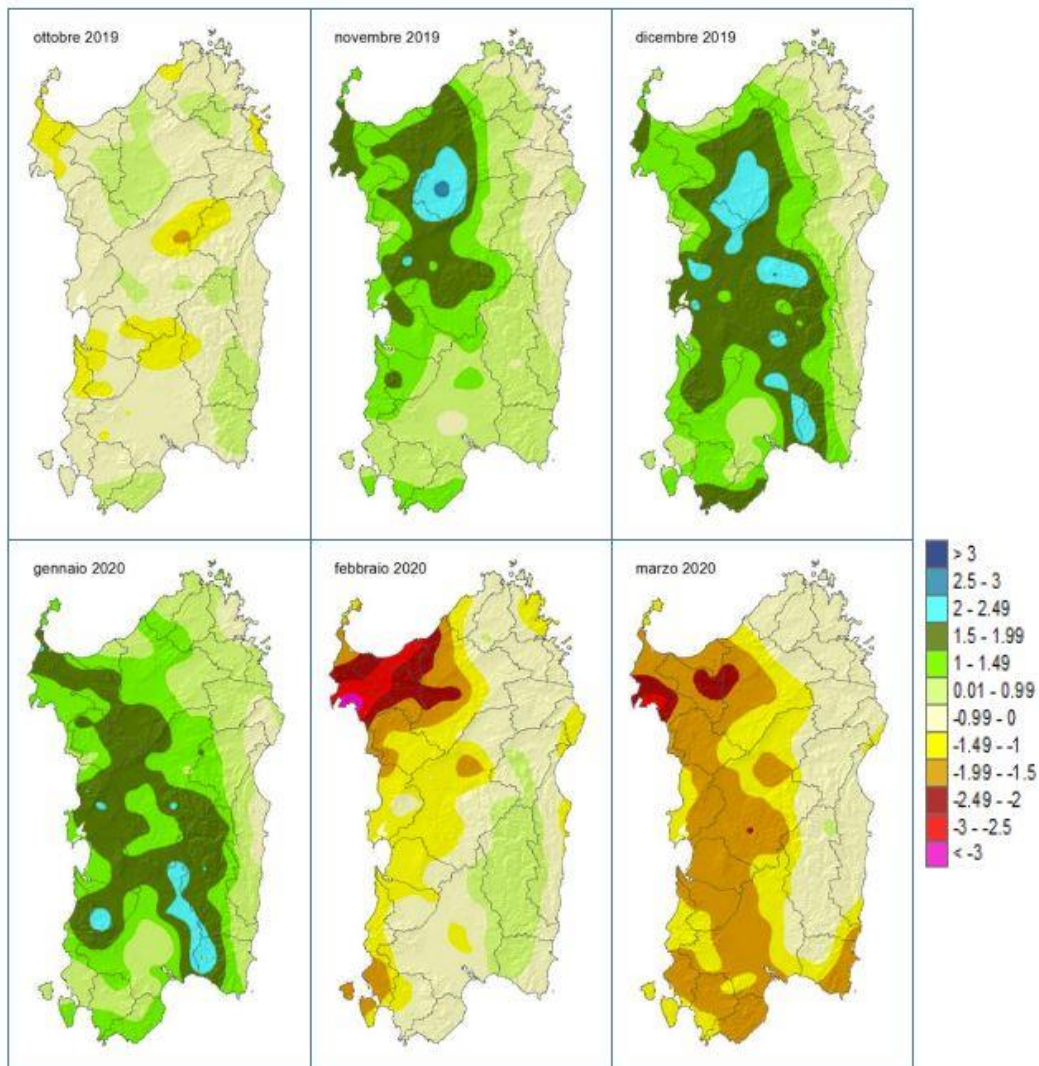 ottobre 2019
novembre 2019
dicembre 2019
gennaio 2020
febbraio 2020
marzo 2020
> 3
2.5 - 3
2 - 2.49
1.5 - 1.99
1 - 1.49
0.01 - 0.99
-0.99 - 0
-1.49 - -1
-1.99 - -1.5
-2.49 - -2
-3 - -2.5
< -3